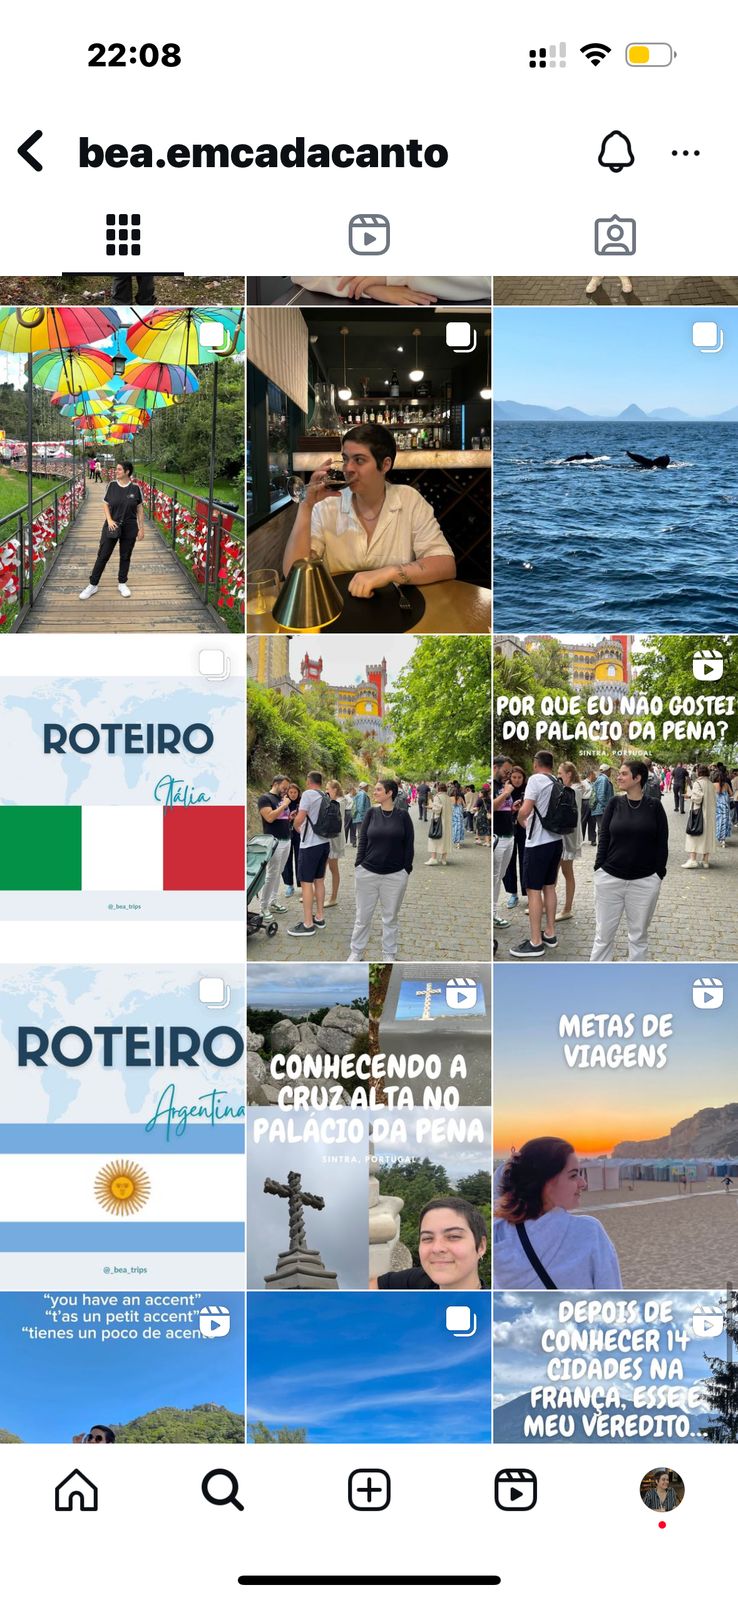 22:08
bea.emcadacanto
ROTEIRO
Itália
@_bea_trips
POR QUE EU NÃO GOSTEI
DO PALÁCIO DA PENA?
SINTRA, PORTUGAL
ROTEIRO
Argentina
@_bea_trips
CONHECENDO A
CRUZ ALTA NO
PALÁCIO DA PENA
SINTRA, PORTUGAL
METAS DE
VIAGENS
“you have an accent”
“t'as un petit accent”
“tienes un poco de acent
DEPOIS DE
CONHECER 14
CIDADES NA
FRANÇA, ESSE É
MEU VEREDITO...